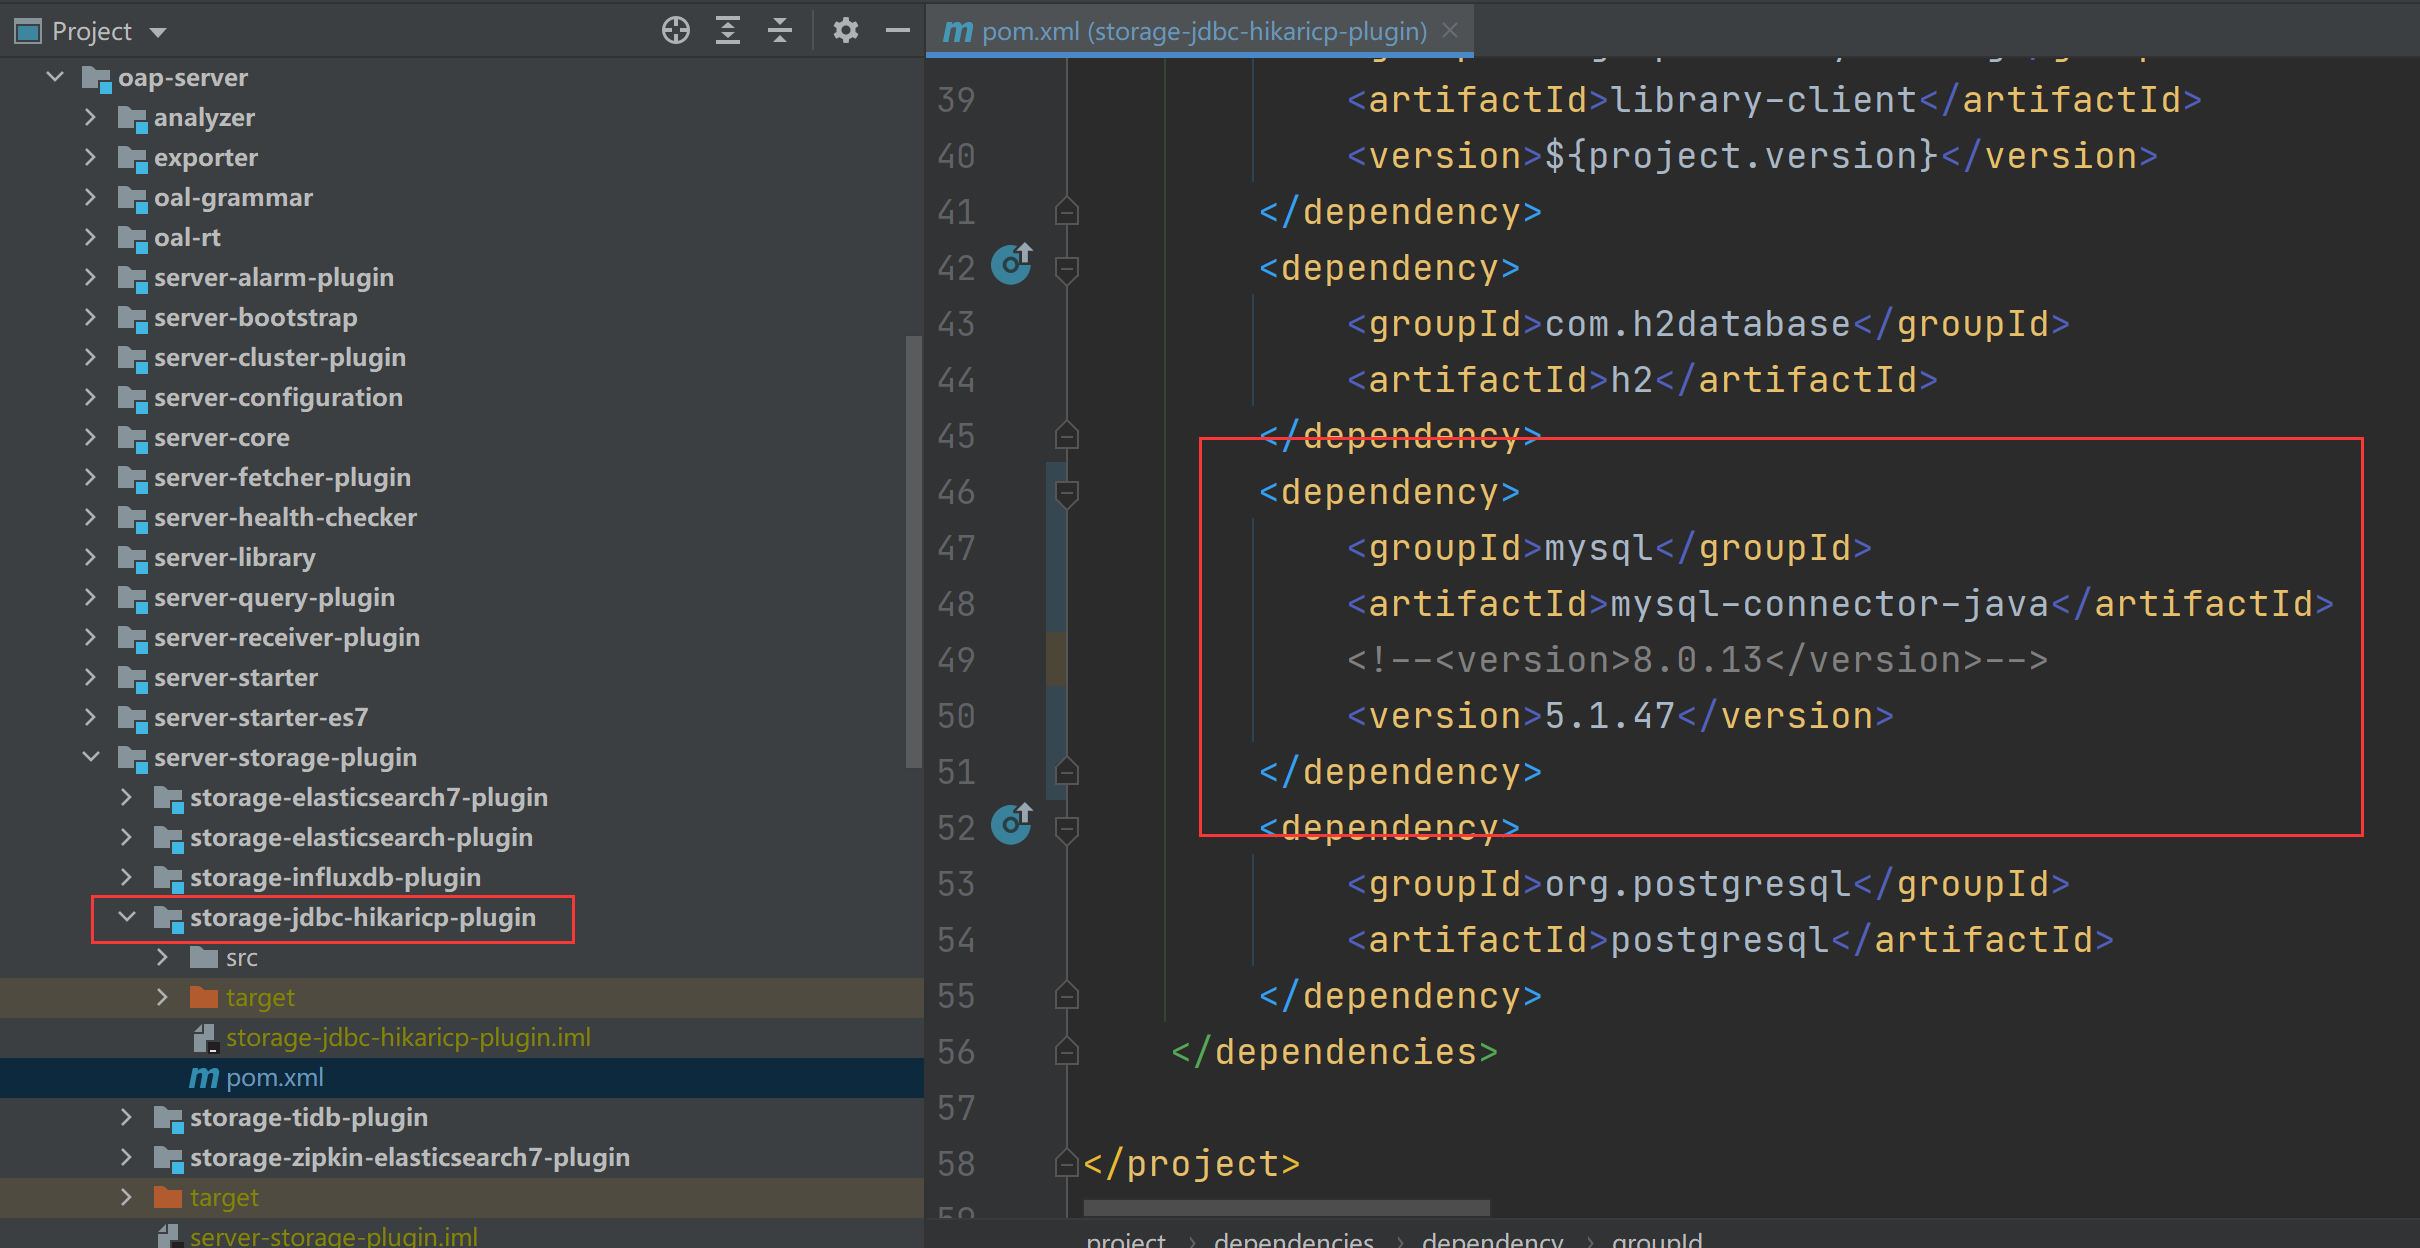 Project
oap-server
analyzer
exporter
oal-grammar
oal-rt
server-alarm-plugin
server-bootstrap
server-cluster-plugin
server-configuration
server-core
server-fetcher-plugin
server-health-checker
server-library
server-query-plugin
server-receiver-plugin
server-starter
server-starter-es7
server-storage-plugin
storage-elasticsearch7-plugin
storage-elasticsearch-plugin
storage-influxdb-plugin
storage-jdbc-hikaricp-plugin
src
target
storage-jdbc-hikaricp-plugin.iml
pom.xml
storage-tidb-plugin
storage-zipkin-elasticsearch7-plugin
target
server-storage-plugin.iml
pom.xml (storage-jdbc-hikaricp-plugin)
39 <artifactId>library-client</artifactId>
40 <version>${project.version}</version>
41 </dependency>
42 <dependency>
43 <groupId>com.h2database</groupId>
44 <artifactId>h2</artifactId>
45 </dependency>
46 <dependency>
47 <groupId>mysql</groupId>
48 <artifactId>mysql-connector-java</artifactId>
49 <!--<version>8.0.13</version>-->
50 <version>5.1.47</version>
51 </dependency>
52 <dependency>
53 <groupId>org.postgresql</groupId>
54 <artifactId>postgresql</artifactId>
55 </dependency>
56 </dependencies>
57
58 </project>
59
project › dependencies › dependency › groupId